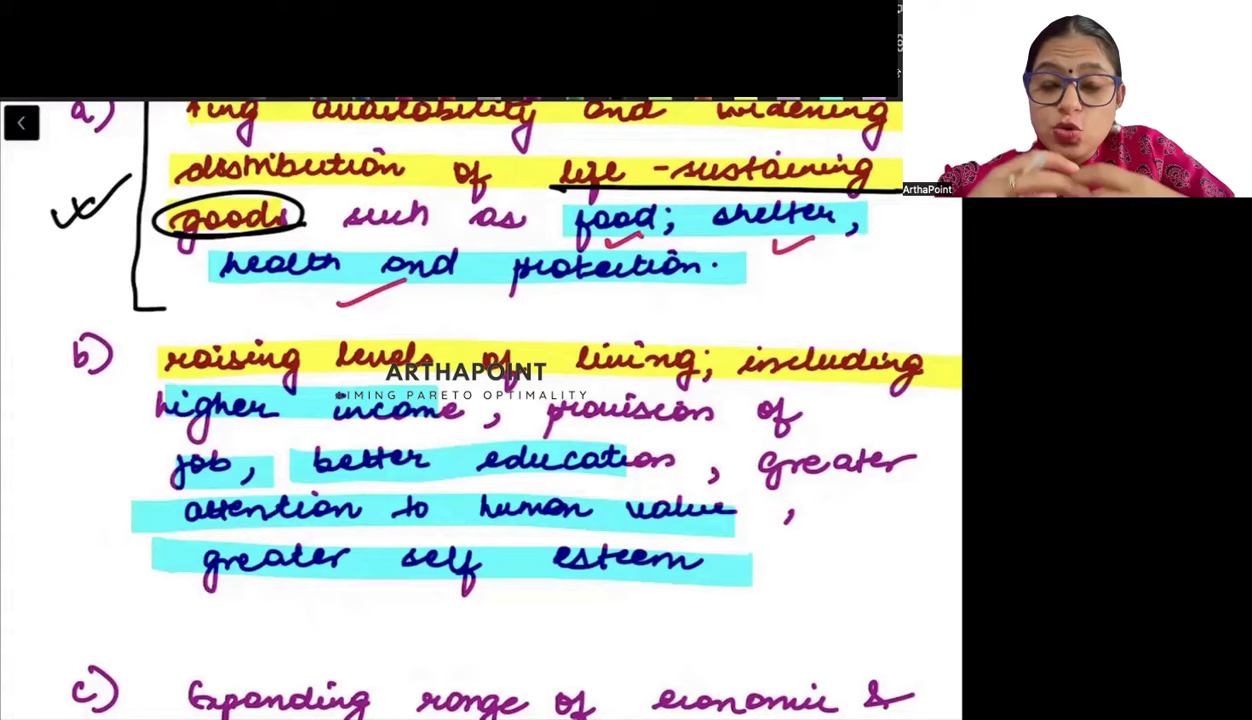 a) ↑ing availability and widening
distribution of life-sustaining
goods such as food; shelter,
health and protection.
b) raising levels of living; including
higher income, provision of
job, better education, greater
attention to human value,
greater self esteem
c) Expanding range of economic &
ARTHAPOINT
AIMING PARETO OPTIMALITY
ArthaPoint